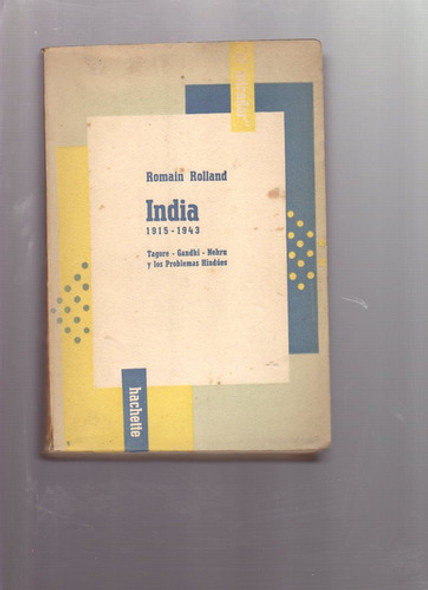 Romain Rolland
India
1915 - 1943
Tagore - Gandhi - Nehru
y los Problemas Hindúes
hachette